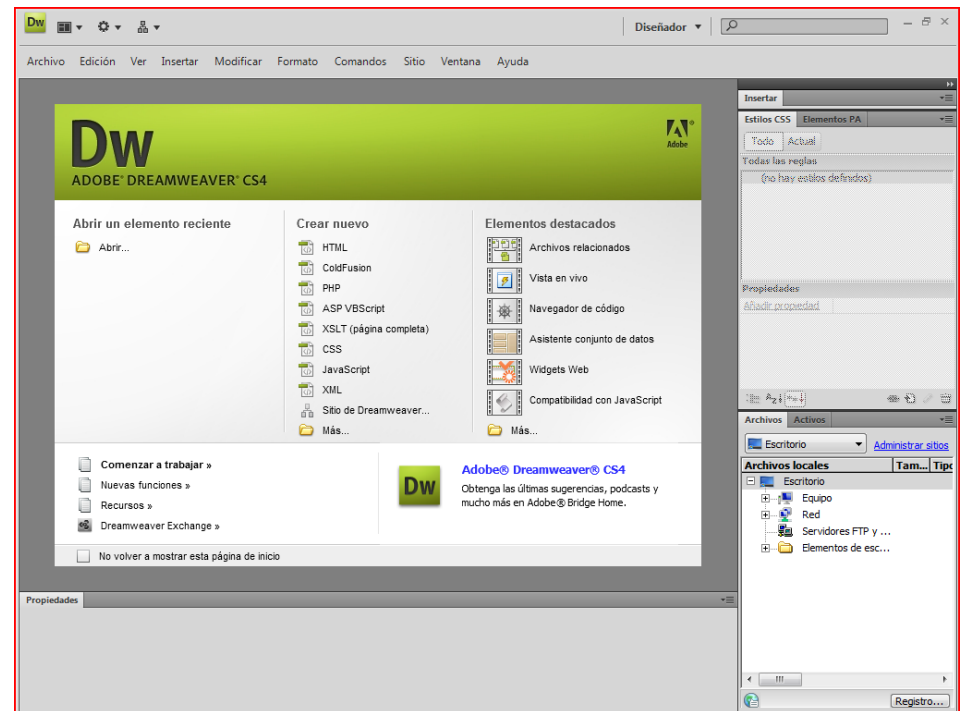 Dw
Diseñador
Archivo Edición Ver Insertar Modificar Formato Comandos Sitio Ventana Ayuda
Dw
ADOBE® DREAMWEAVER® CS4
Adobe
Abrir un elemento reciente
Abrir...
Crear nuevo
HTML
ColdFusion
PHP
ASP VBScript
XSLT (página completa)
CSS
JavaScript
XML
Sitio de Dreamweaver...
Más...
Elementos destacados
Archivos relacionados
Vista en vivo
Navegador de código
Asistente conjunto de datos
Widgets Web
Compatibilidad con JavaScript
Más...
Comenzar a trabajar »
Nuevas funciones »
Recursos »
Dreamweaver Exchange »
Dw
Adobe® Dreamweaver® CS4
Obtenga las últimas sugerencias, podcasts y
mucho más en Adobe® Bridge Home.
No volver a mostrar esta página de inicio
Propiedades
Insertar
Estilos CSS Elementos PA
Todo Actual
Todas las reglas
(no hay estilos definidos)
Propiedades
Añadir propiedad
Archivos Activos
Escritorio Administrar sitios
Archivos locales Tam... Tipo
Escritorio
Equipo
Red
Servidores FTP y ...
Elementos de esc...
Registro...